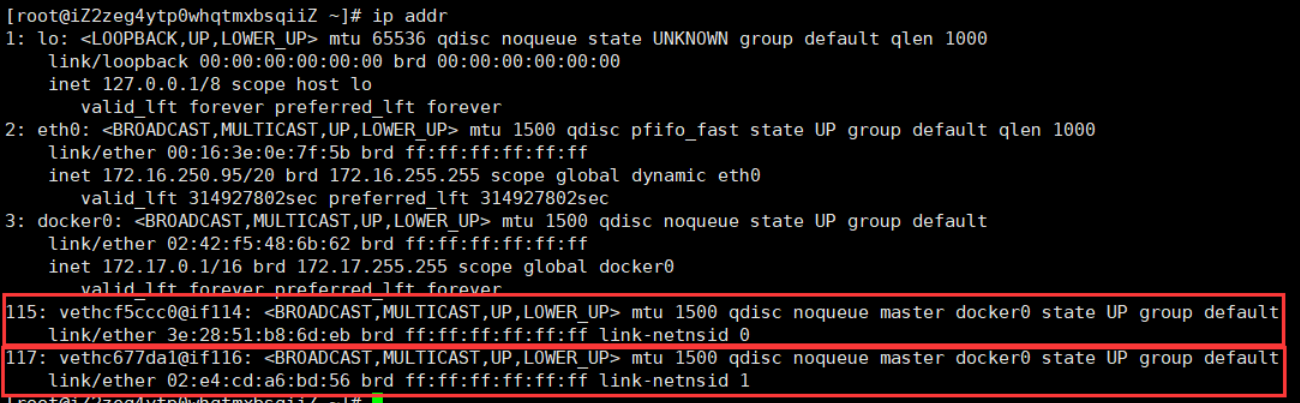 [root@iZ2zeg4ytp0whqtmxbsqiiZ ~]# ip addr
1: lo: <LOOPBACK,UP,LOWER_UP> mtu 65536 qdisc noqueue state UNKNOWN group default qlen 1000
    link/loopback 00:00:00:00:00:00 brd 00:00:00:00:00:00
    inet 127.0.0.1/8 scope host lo
       valid_lft forever preferred_lft forever
2: eth0: <BROADCAST,MULTICAST,UP,LOWER_UP> mtu 1500 qdisc pfifo_fast state UP group default qlen 1000
    link/ether 00:16:3e:0e:7f:5b brd ff:ff:ff:ff:ff:ff
    inet 172.16.250.95/20 brd 172.16.255.255 scope global dynamic eth0
       valid_lft 314927802sec preferred_lft 314927802sec
3: docker0: <BROADCAST,MULTICAST,UP,LOWER_UP> mtu 1500 qdisc noqueue state UP group default
    link/ether 02:42:f5:48:6b:62 brd ff:ff:ff:ff:ff:ff
    inet 172.17.0.1/16 brd 172.17.255.255 scope global docker0
       valid_lft forever preferred_lft forever
115: vethcf5ccc0@if114: <BROADCAST,MULTICAST,UP,LOWER_UP> mtu 1500 qdisc noqueue master docker0 state UP group default
    link/ether 3e:28:51:b8:6d:eb brd ff:ff:ff:ff:ff:ff link-netnsid 0
117: vethc677da1@if116: <BROADCAST,MULTICAST,UP,LOWER_UP> mtu 1500 qdisc noqueue master docker0 state UP group default
    link/ether 02:e4:cd:a6:bd:56 brd ff:ff:ff:ff:ff:ff link-netnsid 1
[root@iZ2zeg4ytp0whqtmxbsqiiZ ~]#